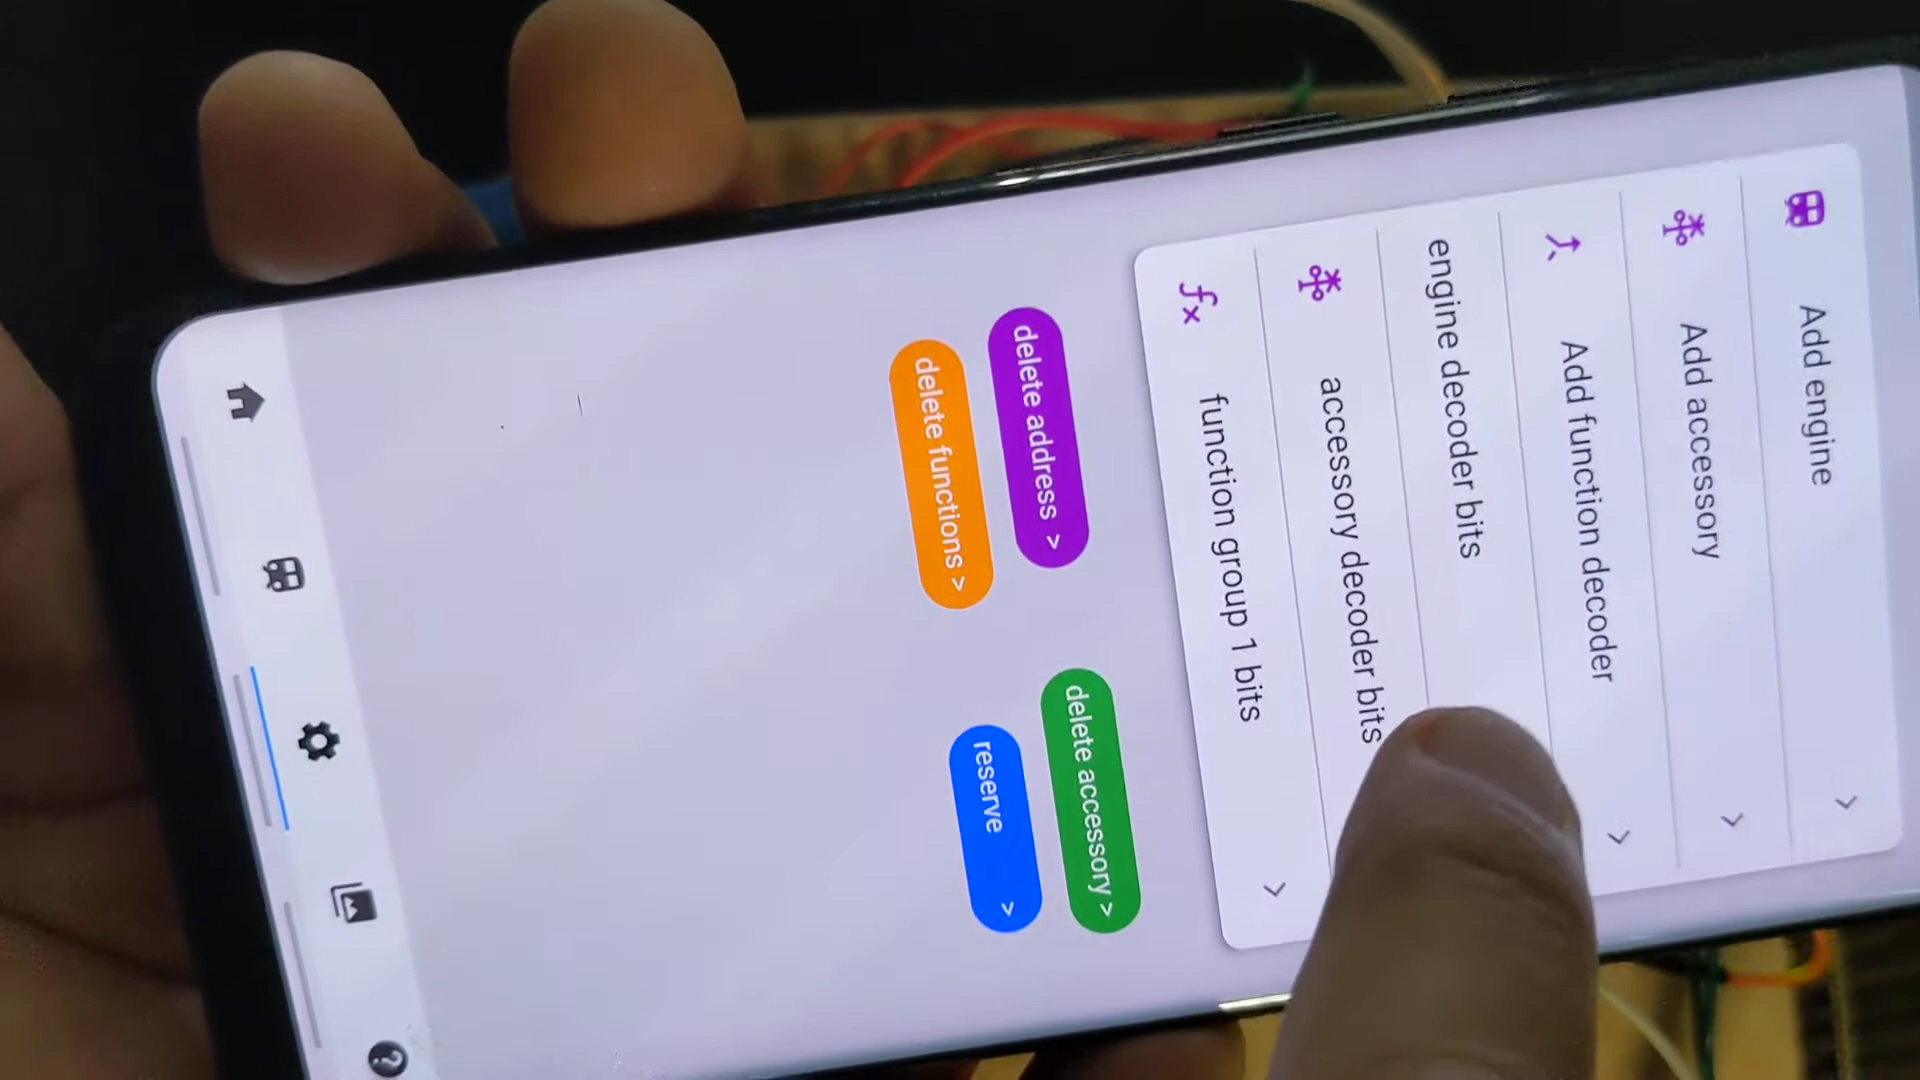 Add engine
Add accessory
Add function decoder
engine decoder bits
accessory decoder bits
function group 1 bits
delete address >
delete accessory >
delete functions >
reserve >